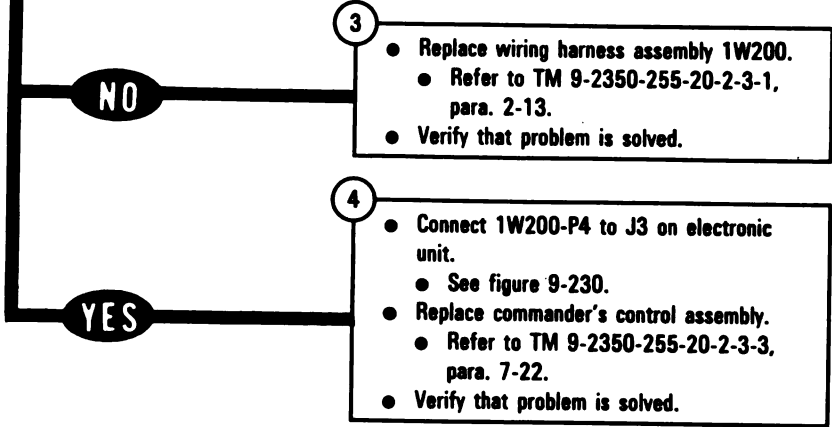 3
● Replace wiring harness assembly 1W200.
● Refer to TM 9-2350-255-20-2-3-1,
para. 2-13.
● Verify that problem is solved.
NO
4
● Connect 1W200-P4 to J3 on electronic
unit.
● See figure 9-230.
● Replace commander's control assembly.
● Refer to TM 9-2350-255-20-2-3-3,
para. 7-22.
● Verify that problem is solved.
YES